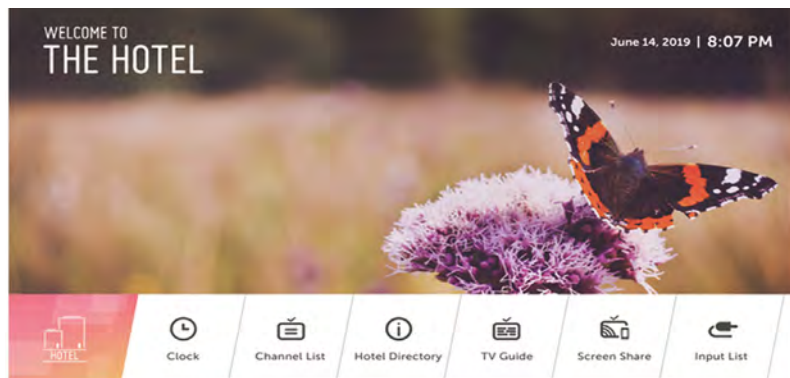 WELCOME TO
THE HOTEL
June 14, 2019 | 8:07 PM
HOTEL
Clock
Channel List
Hotel Directory
TV Guide
Screen Share
Input List